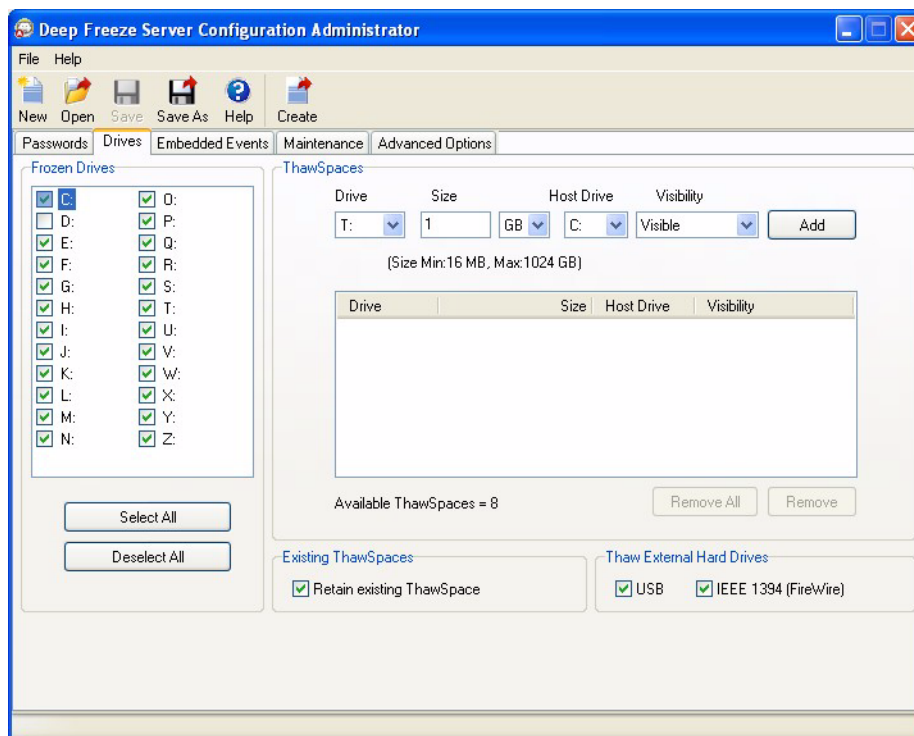 Deep Freeze Server Configuration Administrator
File Help
New Open Save Save As Help Create
Passwords Drives Embedded Events Maintenance Advanced Options
Frozen Drives
C: O:
D: P:
E: Q:
F: R:
G: S:
H: T:
I: U:
J: V:
K: W:
L: X:
M: Y:
N: Z:
Select All
Deselect All
ThawSpaces
Drive Size Host Drive Visibility
T: 1 GB C: Visible Add
(Size Min:16 MB, Max:1024 GB)
Drive Size Host Drive Visibility
Available ThawSpaces = 8 Remove All Remove
Existing ThawSpaces
Retain existing ThawSpace
Thaw External Hard Drives
USB IEEE 1394 (FireWire)